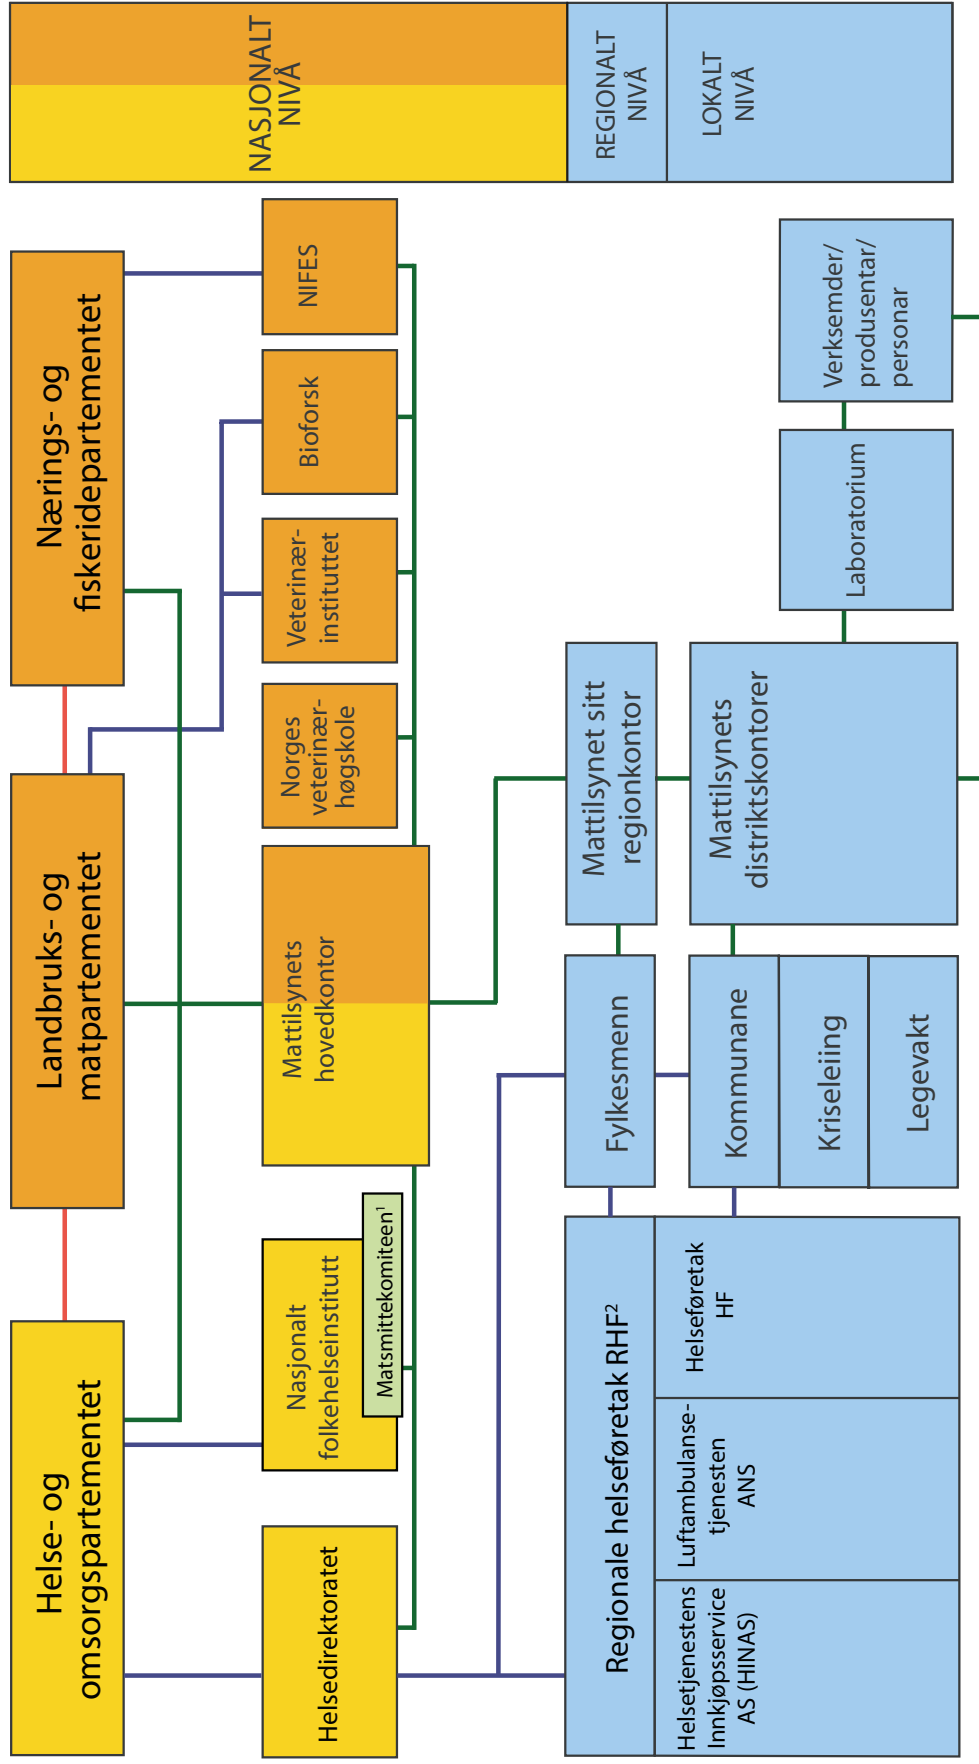 Helse- og
omsorgspartementet
Landbruks- og
matpartementet
Nærings- og
fiskeridepartementet
NASJONALT
NIVÅ
Helsedirektoratet
Nasjonalt
folkehelseinstitutt
Matsmittekomiteen¹
Mattilsynets
hovedkontor
Norges
veterinær-
høgskole
Veterinær-
instituttet
Bioforsk
NIFES
Regionale helseføretak RHF²
Fylkesmenn
Mattilsynet sitt
regionkontor
REGIONALT
NIVÅ
Helsetjenestens
Innkjøpsservice
AS (HINAS)
Luftambulanse-
tjenesten
ANS
Helseføretak
HF
Kommunane
Kriseleiing
Legevakt
Mattilsynets
distriktskontorer
Laboratorium
Verksemder/
produsentar/
personar
LOKALT
NIVÅ